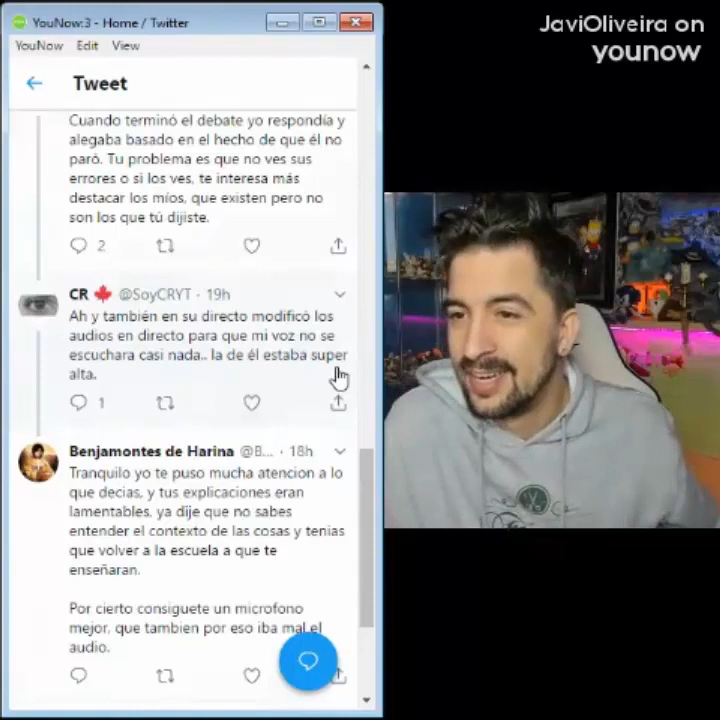 YouNow:3 - Home / Twitter
YouNow Edit View
Tweet
Cuando terminó el debate yo respondía y
alegaba basado en el hecho de que él no
paró. Tu problema es que no ves sus
errores o si los ves, te interesa más
destacar los míos, que existen pero no
son los que tú dijiste.
2
CR @SoyCRYT · 19h
Ah y también en su directo modificó los
audios en directo para que mi voz no se
escuchara casi nada.. la de él estaba super
alta.
1
Benjamontes de Harina @B... · 18h
Tranquilo yo te puso mucha atencion a lo
que decias, y tus explicaciones eran
lamentables, ya dije que no sabes
entender el contexto de las cosas y tenias
que volver a la escuela a que te
enseñaran.
Por cierto consiguete un microfono
mejor, que tambien por eso iba mal el
audio.
JaviOliveira on
younow